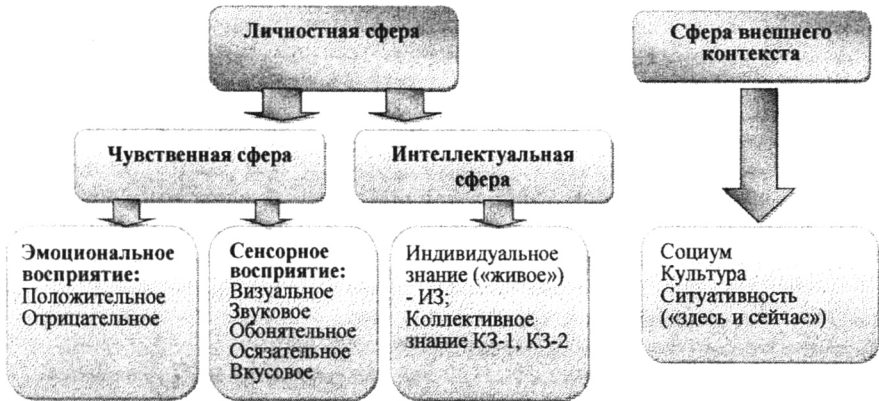 Личностная сфера
Сфера внешнего
контекста
Чувственная сфера
Интеллектуальная
сфера
Эмоциональное
восприятие:
Положительное
Отрицательное
Сенсорное
восприятие:
Визуальное
Звуковое
Обонятельное
Осязательное
Вкусовое
Индивидуальное
знание («живое»)
- ИЗ;
Коллективное
знание КЗ-1, КЗ-2
Социум
Культура
Ситуативность
(«здесь и сейчас»)